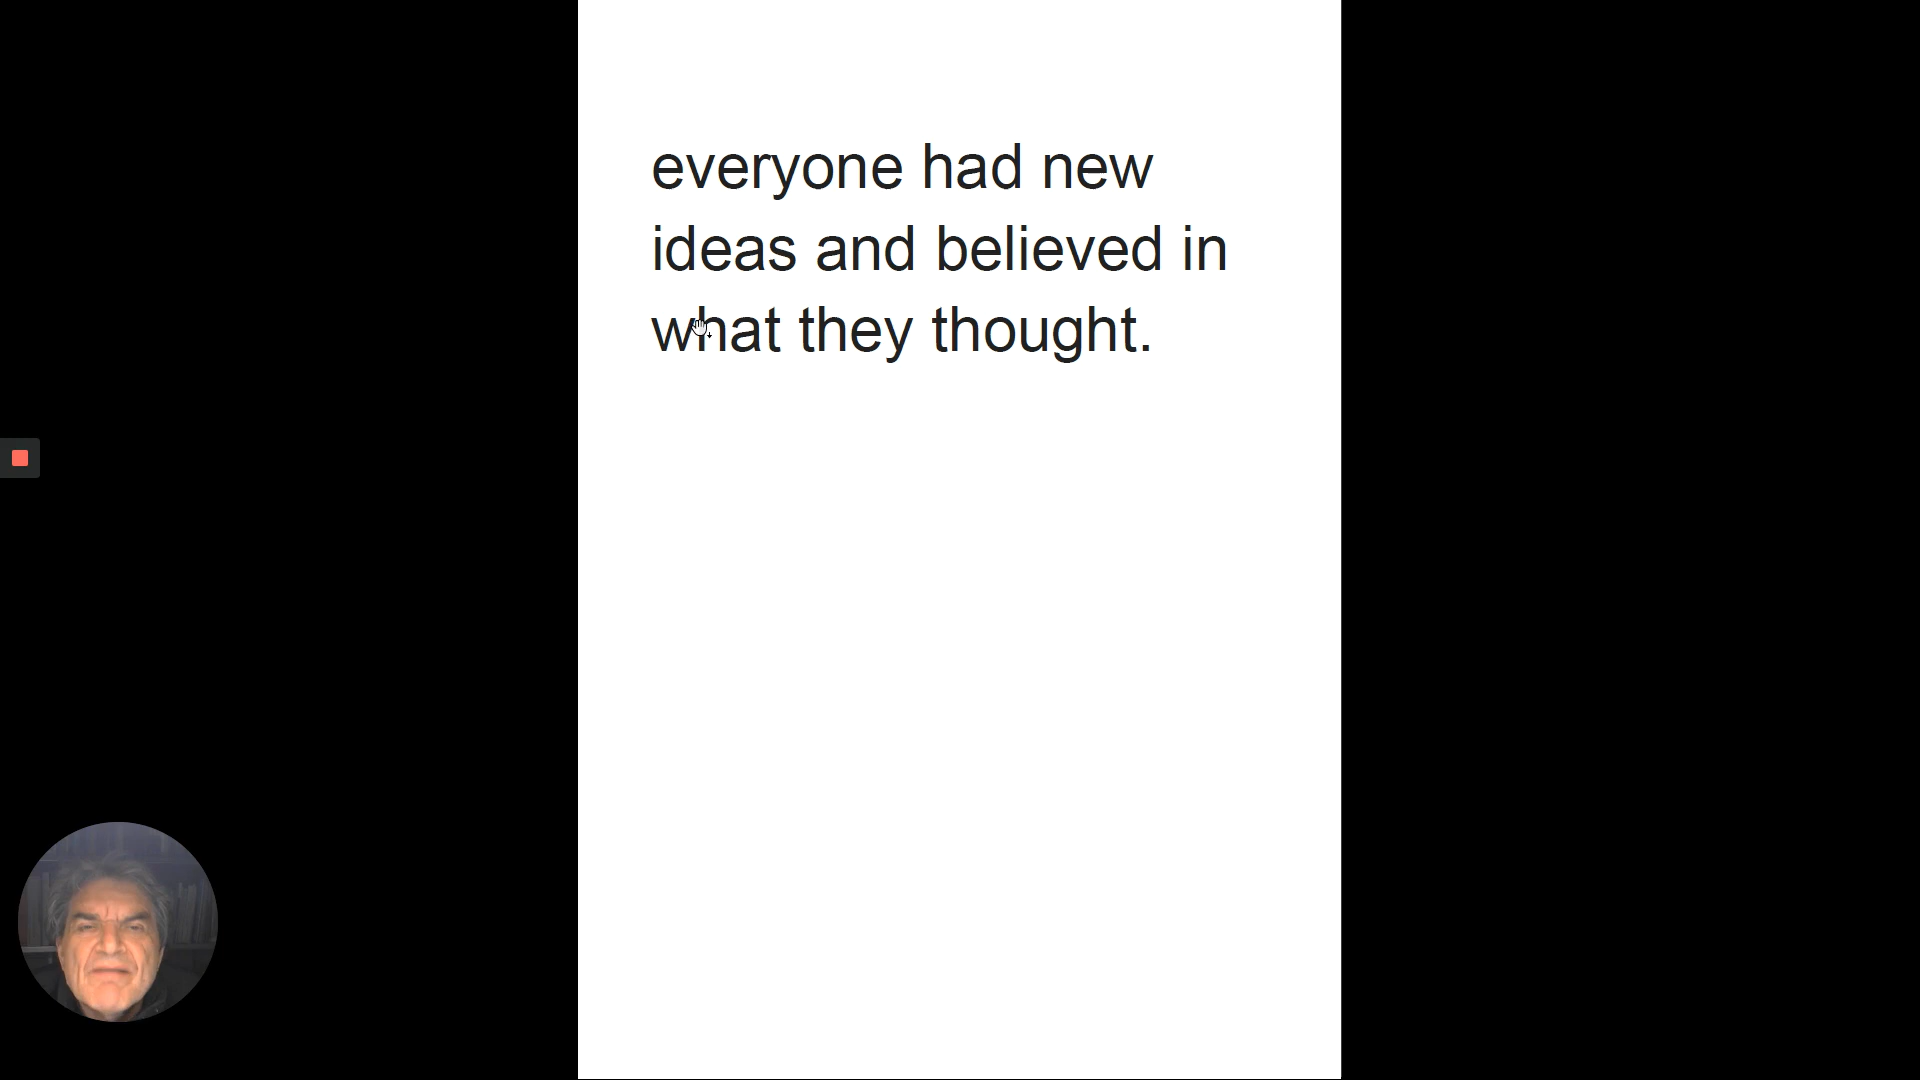 everyone had new
ideas and believed in
what they thought.